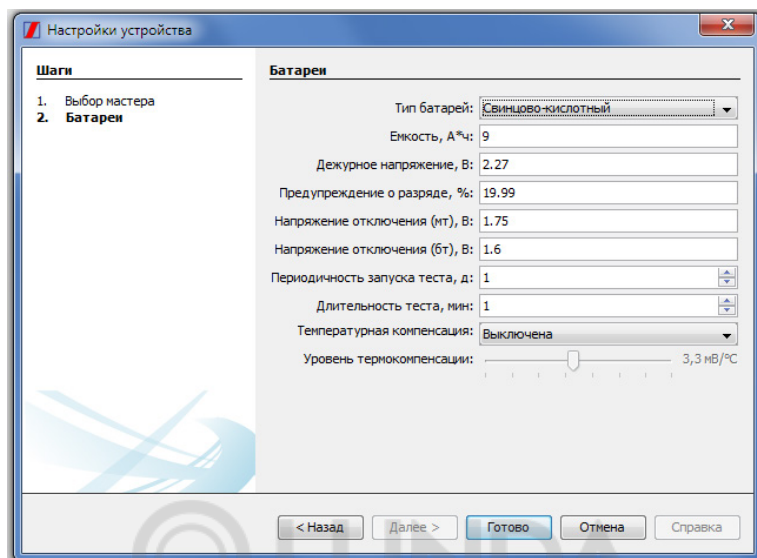 Настройки устройства
Шаги
1. Выбор мастера
2. Батареи
Батареи
Тип батарей: Свинцово-кислотный
Емкость, А*ч: 9
Дежурное напряжение, В: 2.27
Предупреждение о разряде, %: 19.99
Напряжение отключения (мт), В: 1.75
Напряжение отключения (бт), В: 1.6
Периодичность запуска теста, д: 1
Длительность теста, мин: 1
Температурная компенсация: Выключена
Уровень термокомпенсации: 3,3 мВ/°C
< Назад Далее > Готово Отмена Справка